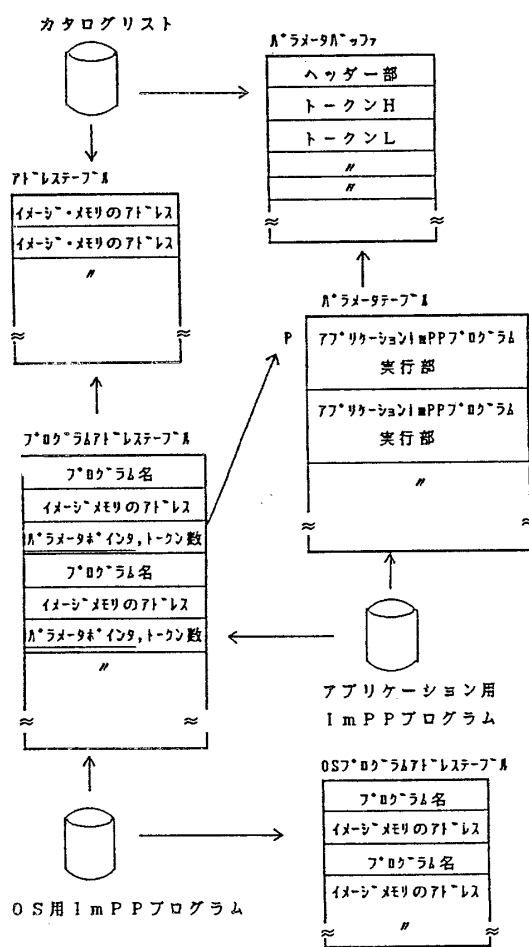 カタログリスト
パラメータバッファ
ヘッダー部
トークンH
トークンL
〃
〃
アドレステーブル
イメージ・メモリのアドレス
イメージ・メモリのアドレス
〃
パラメータテーブル
P
アプリケーションImPPプログラム
実行部
アプリケーションImPPプログラム
実行部
〃
プログラムアドレステーブル
プログラム名
イメージメモリのアドレス
パラメータポインタ,トークン数
プログラム名
イメージメモリのアドレス
パラメータポインタ,トークン数
〃
アプリケーション用
ImPPプログラム
OSプログラムアドレステーブル
プログラム名
イメージメモリのアドレス
プログラム名
イメージメモリのアドレス
〃
OS用ImPPプログラム